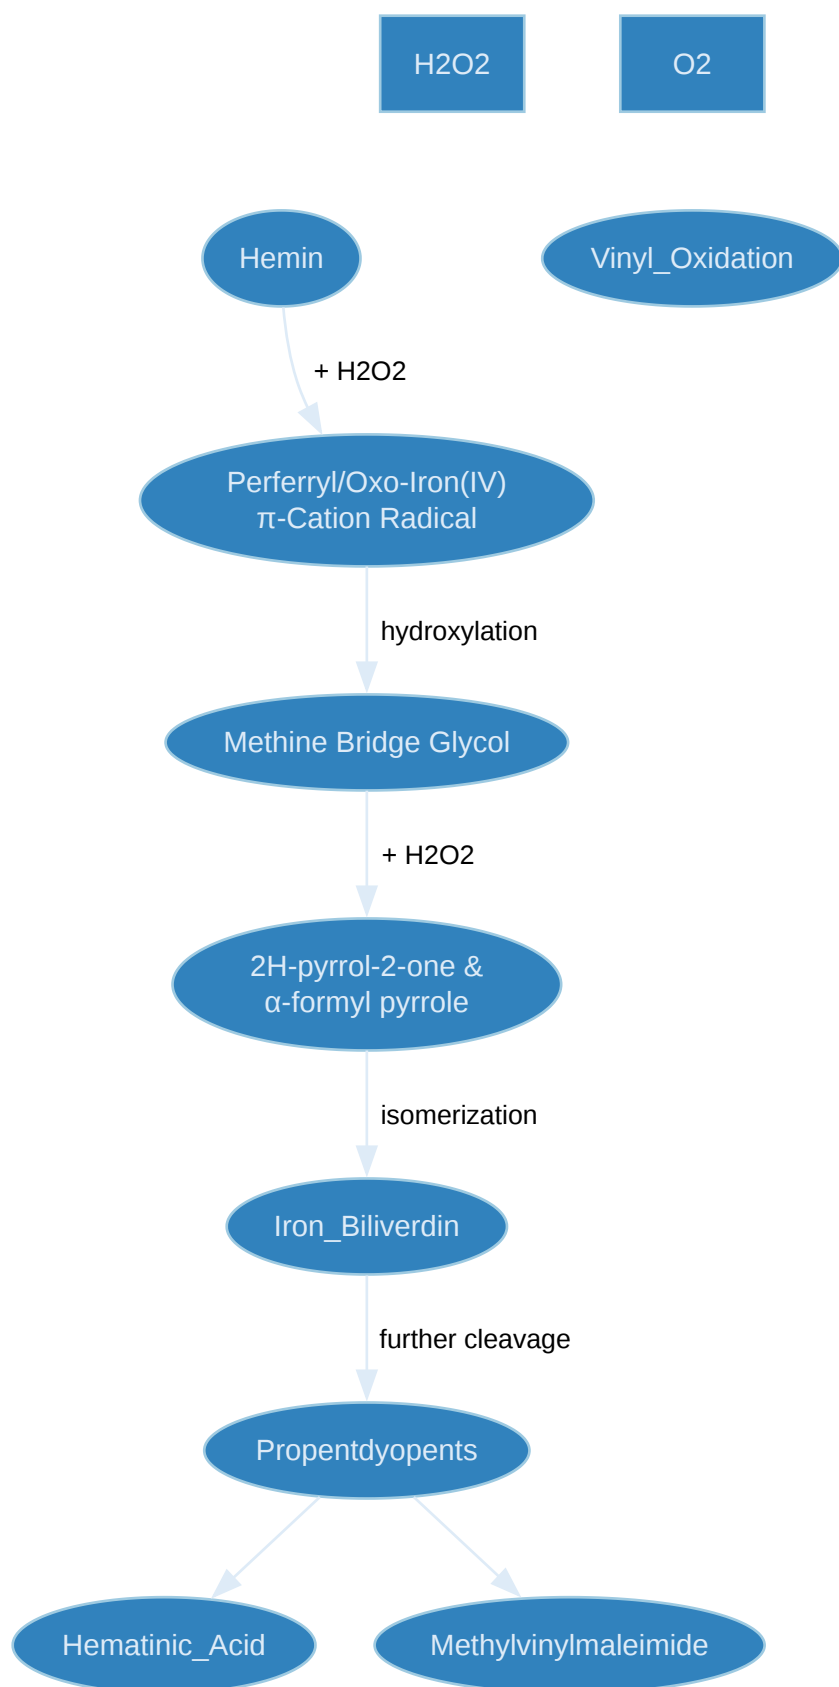 H2O2
O2
Hemin
Vinyl_Oxidation
+ H2O2
Perferryl/Oxo-Iron(IV)
π-Cation Radical
hydroxylation
Methine Bridge Glycol
+ H2O2
2H-pyrrol-2-one &
α-formyl pyrrole
isomerization
Iron_Biliverdin
further cleavage
Propentdyopents
Hematinic_Acid
Methylvinylmaleimide